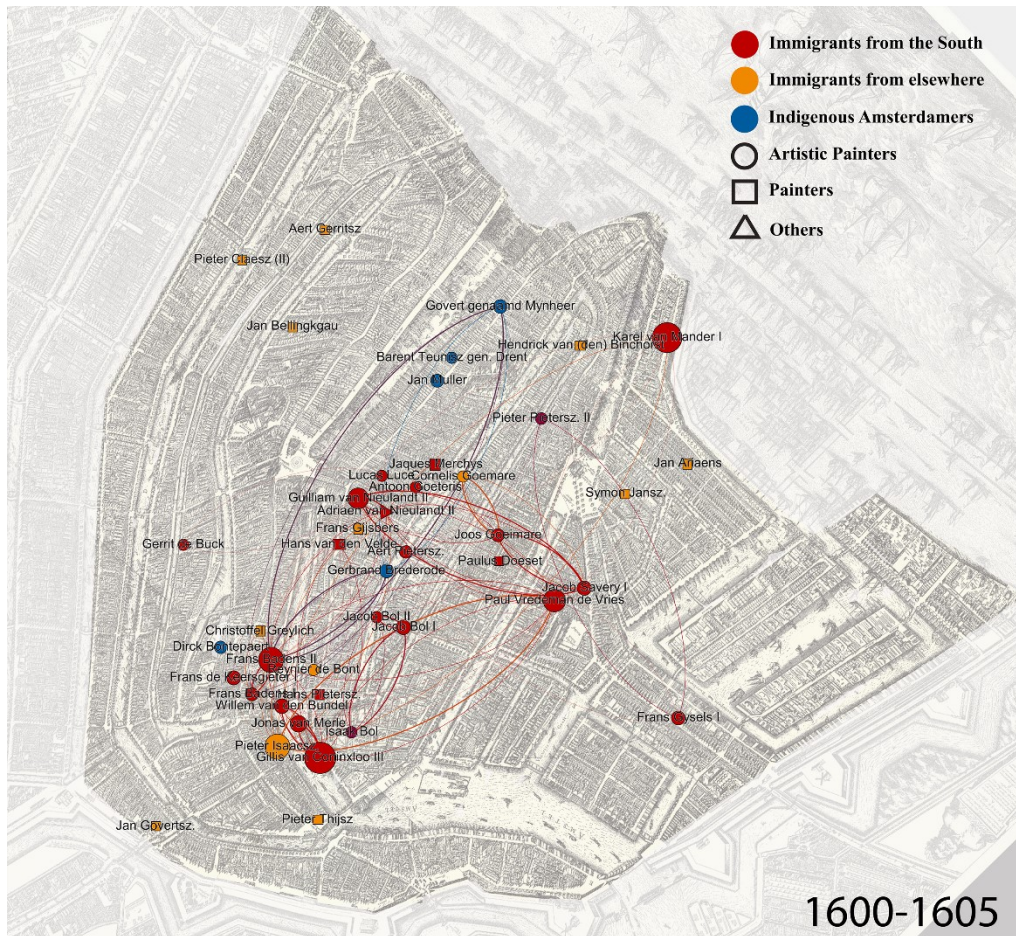 Immigrants from the South
Immigrants from elsewhere
Indigenous Amsterdamers
Artistic Painters
Painters
Others
Aert Gerritsz
Pieter Claesz (II)
Govert genaamd Mynheer
Jan Bellingkgau
Karel van Mander I
Hendrick van (den) Binchorst
Barent Teunisz gen. Drent
Jan Muller
Pieter Pietersz. II
Jaques Merchys
Jan Ariaens
Lucas Luce
Cornelis Goemare
Antoon Goeteris
Symon Jansz.
Guilliam van Nieulandt II
Adriaen van Nieulandt II
Frans Gijsbers
Joos Goeimare
Gerrit de Buck
Hans van den Velde
Aert Pietersz.
Paulus Doeset
Gerbrand Brederode
Jacob Savery I
Paul Vredeman de Vries
Jacob Bol II
Jacob Bol I
Christoffel Greylich
Dirck Bontepaert
Frans Badens II
Reynier de Bont
Frans de Keersgieter I
Frans Badens I
Hans Pietersz.
Willem van den Bundel
Frans Gysels I
Jonas van Merle
Isaak Bol
Pieter Isaacsz
Gillis van Coninxloo III
Pieter Thijsz
Jan Govertsz.
1600-1605